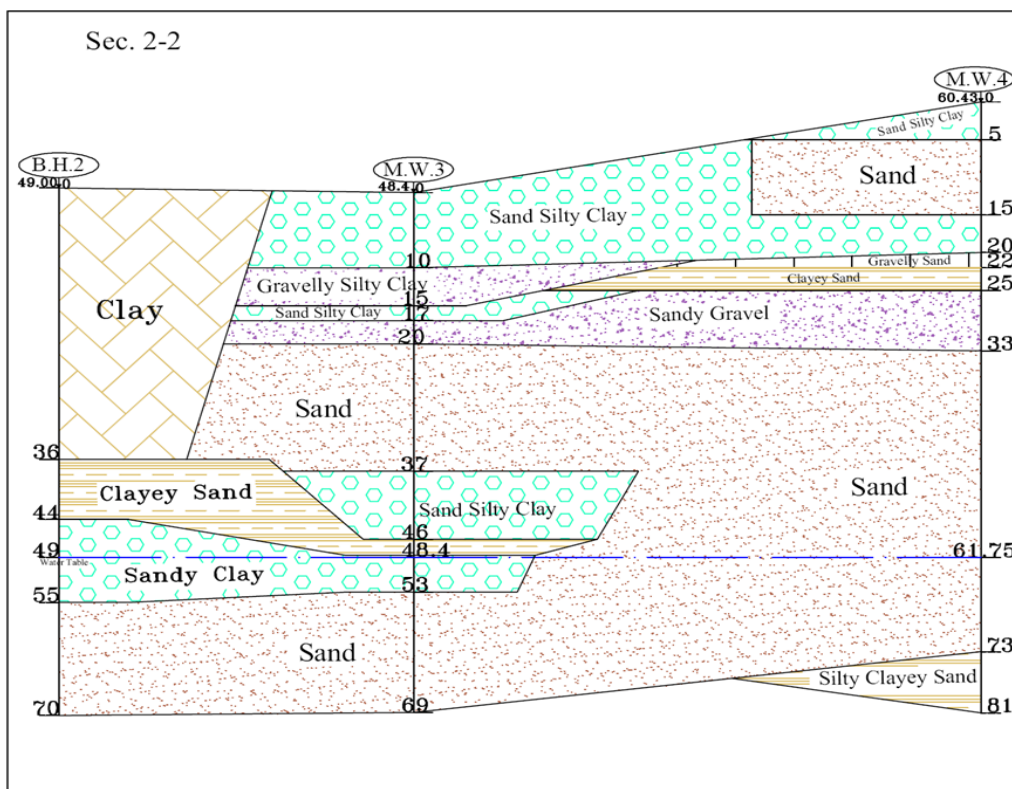 Sec. 2-2
M.W.4
60.43.0
Sand Silty Clay
5
B.H.2
49.00.0
M.W.3
48.4.0
Sand
15
Sand Silty Clay
20
10
Gravelly Sand
22
Gravelly Silty Clay
Clayey Sand
25
15
Clay
Sand Silty Clay
17
Sandy Gravel
20
33
Sand
36
37
Clayey Sand
Sand
Sand Silty Clay
44
46
49
48.4
61.75
Water Table
Sandy Clay
53
55
Sand
73
Silty Clayey Sand
70
69
81